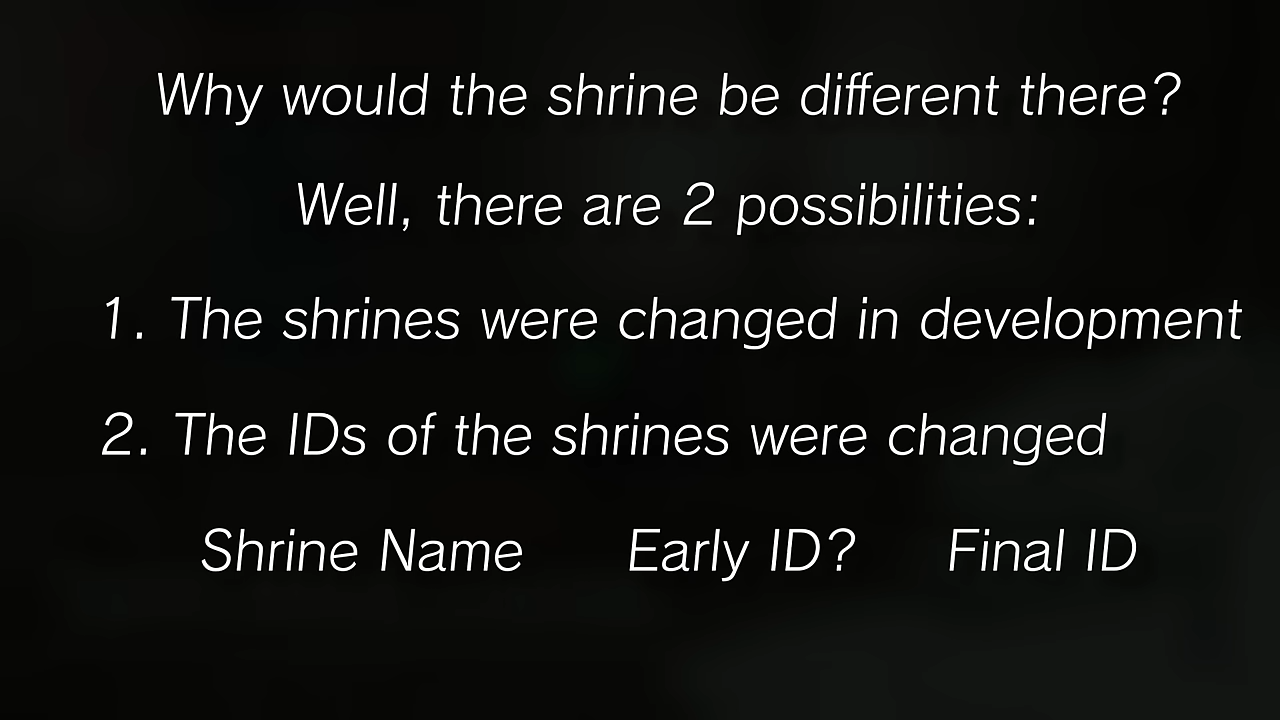 Why would the shrine be different there?
Well, there are 2 possibilities:
1. The shrines were changed in development
2. The IDs of the shrines were changed
Shrine Name Early ID? Final ID